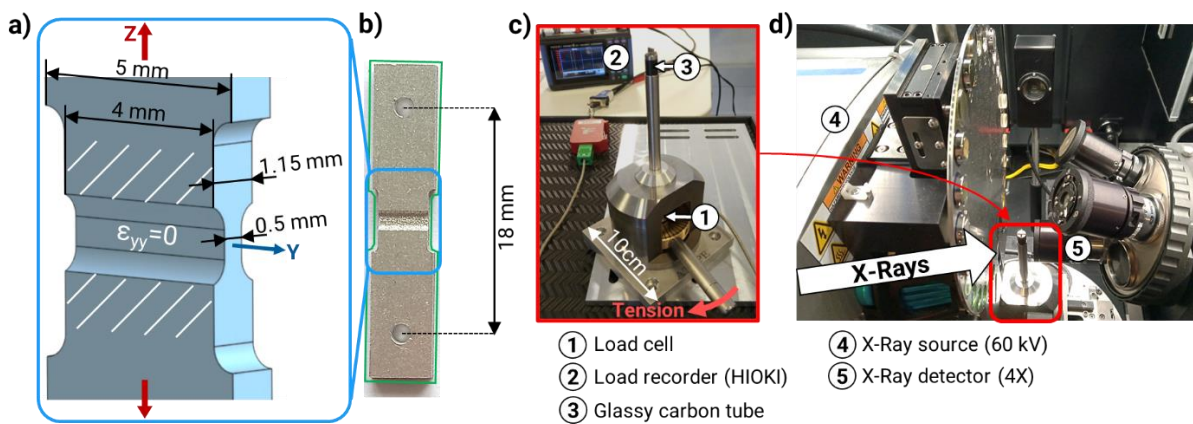 a)
Z
5 mm
4 mm
1.15 mm
0.5 mm
εyy=0
Y
b)
18 mm
c)
2
3
1
10cm
Tension
1 Load cell
2 Load recorder (HIOKI)
3 Glassy carbon tube
d)
4
WARNING
5
X-Rays
4 X-Ray source (60 kV)
5 X-Ray detector (4X)